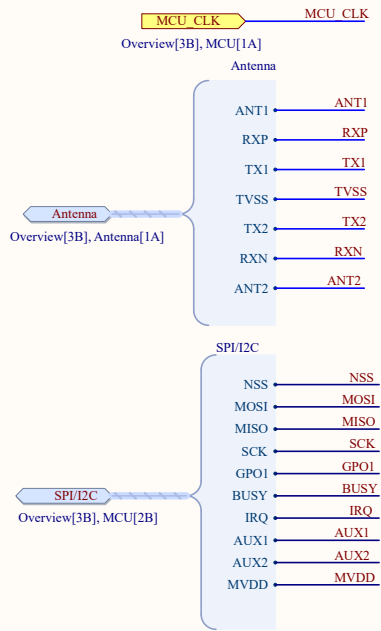 MCU_CLK MCU_CLK
Overview[3B], MCU[1A]
Antenna
ANT1 ANT1
RXP RXP
TX1 TX1
TVSS TVSS
Antenna
TX2 TX2
Overview[3B], Antenna[1A]
RXN RXN
ANT2 ANT2
SPI/I2C
NSS NSS
MOSI MOSI
MISO MISO
SCK SCK
GPO1 GPO1
SPI/I2C
BUSY BUSY
Overview[3B], MCU[2B]
IRQ IRQ
AUX1 AUX1
AUX2 AUX2
MVDD MVDD